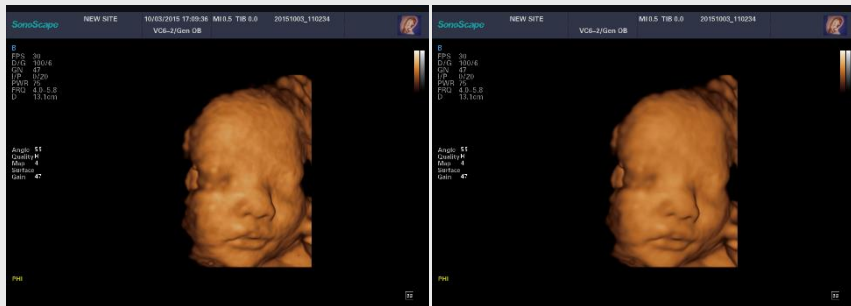 SonoScape NEW SITE 10/03/2015 17:09:36 MI 0.5 TIB 0.0 20151003_110234
VC6-2/Gen OB
B
FPS 30
D/G 100/6
GN 47
I/P 0/20
PWR 75
FRQ 4.0-5.8
D 13.1cm
Angle 55
Quality H
Map 4
Surface
Gain 47
PHI
SonoScape NEW SITE MI 0.5 TIB 0.0 20151003_110234
VC6-2/Gen OB
B
FPS 30
D/G 100/6
GN 47
I/P 0/20
PWR 75
FRQ 4.0-5.8
D 13.1cm
Angle 55
Quality H
Map 4
Surface
Gain 47
PHI